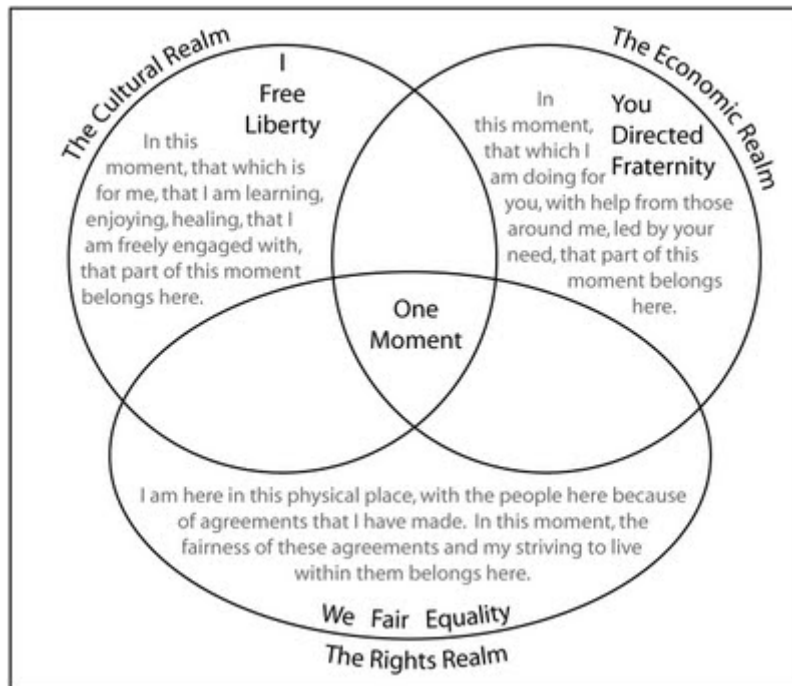 The Cultural Realm
I
Free
Liberty
In this
moment, that which is
for me, that I am learning,
enjoying, healing, that I
am freely engaged with,
that part of this moment
belongs here.
The Economic Realm
You
Directed
Fraternity
In
this moment,
that which I
am doing for
you, with help from those
around me, led by your
need, that part of this
moment belongs
here.
One
Moment
I am here in this physical place, with the people here because
of agreements that I have made. In this moment, the
fairness of these agreements and my striving to live
within them belongs here.
We Fair Equality
The Rights Realm